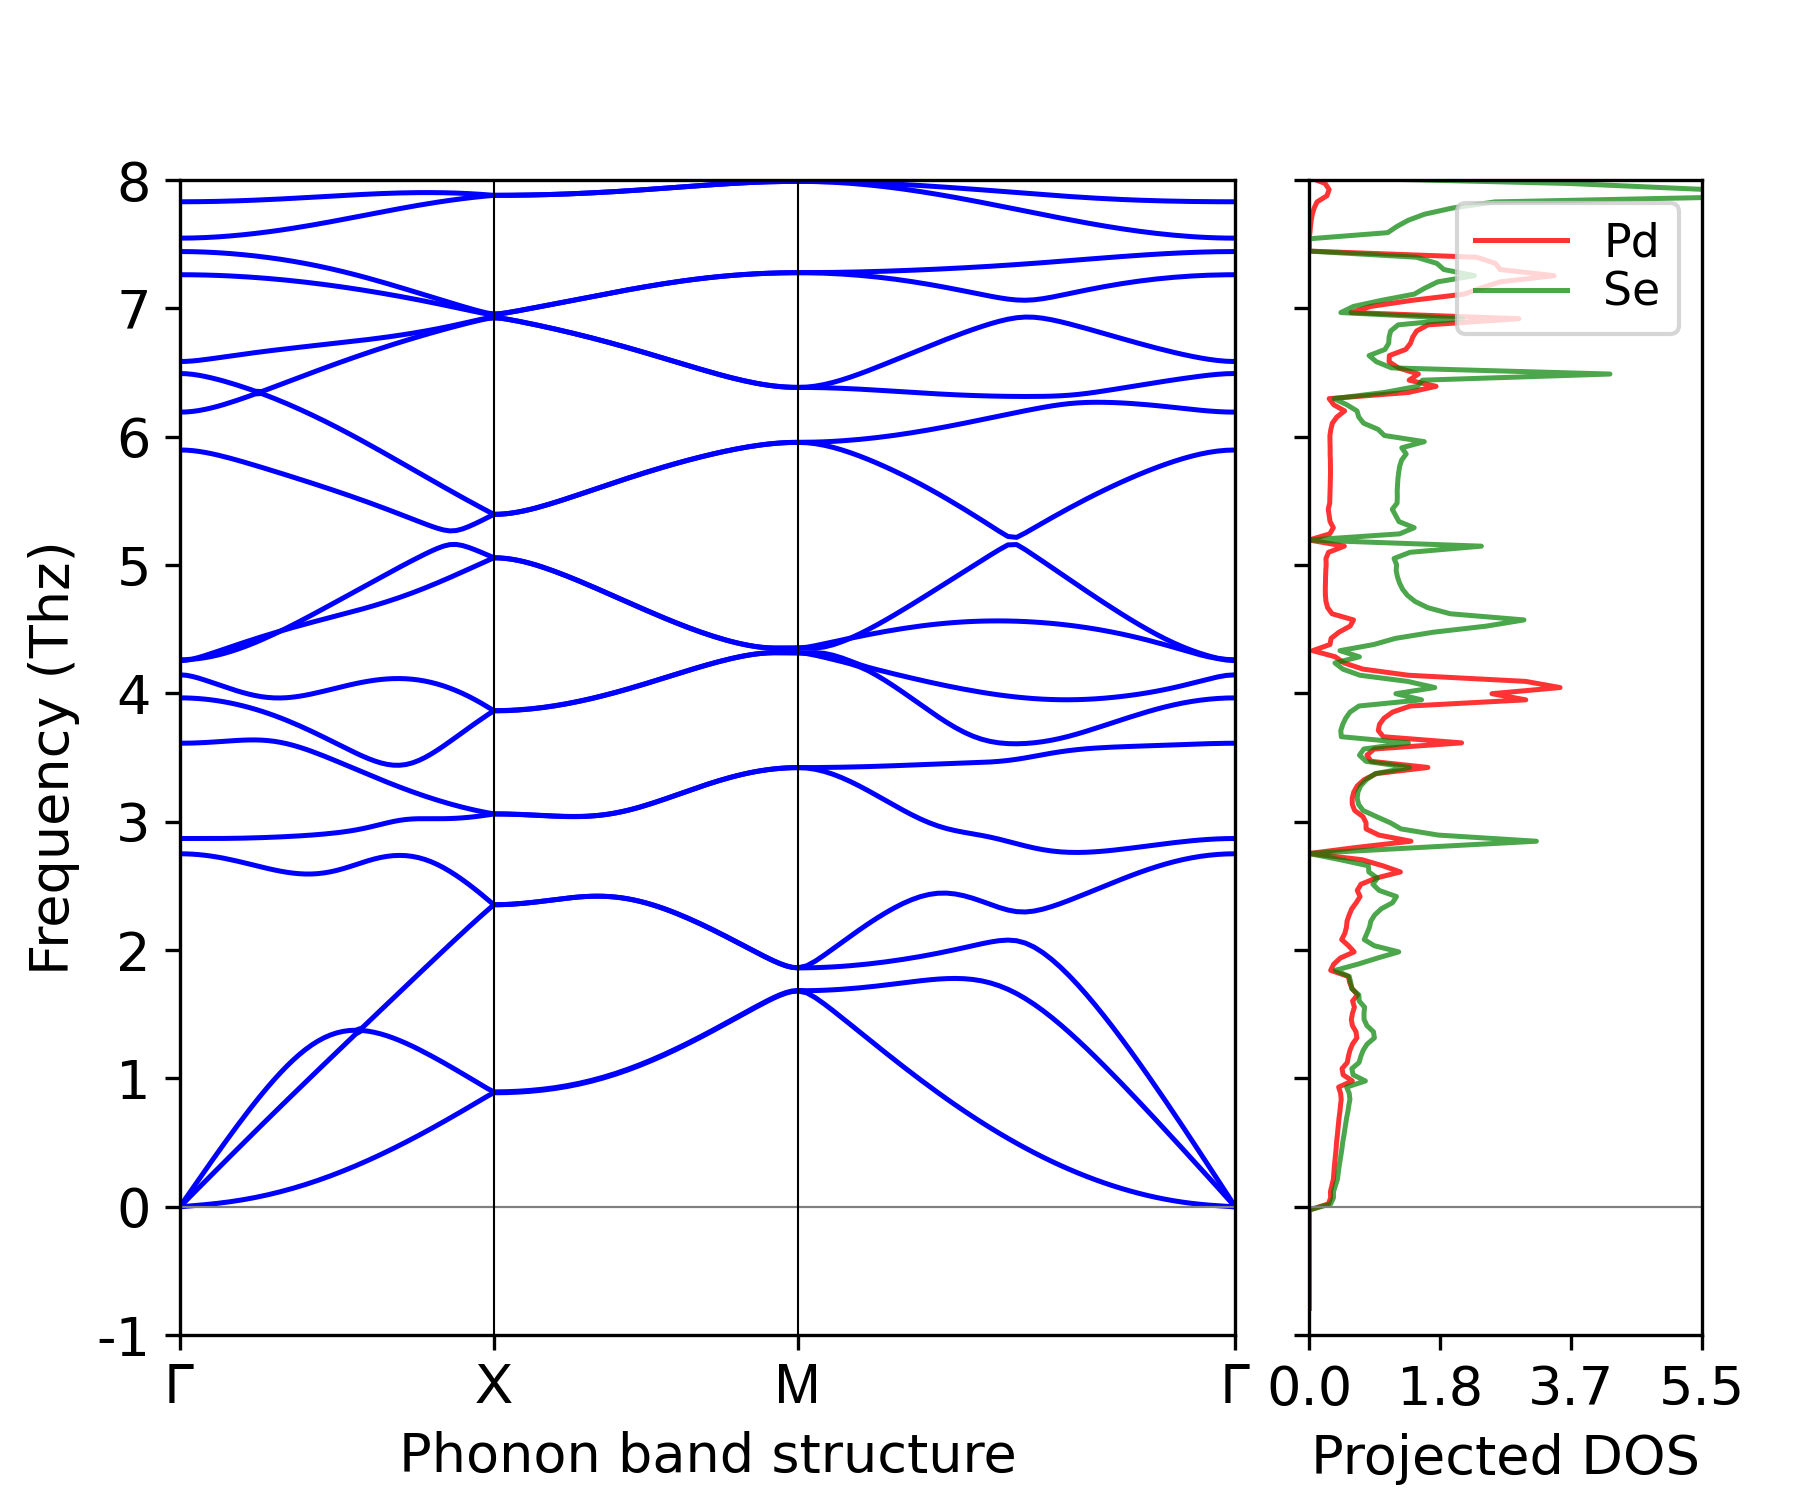 8
7
6
5
4
3
2
1
0
-1
Frequency (Thz)
Γ X M Γ
Phonon band structure
Pd
Se
0.0 1.8 3.7 5.5
Projected DOS